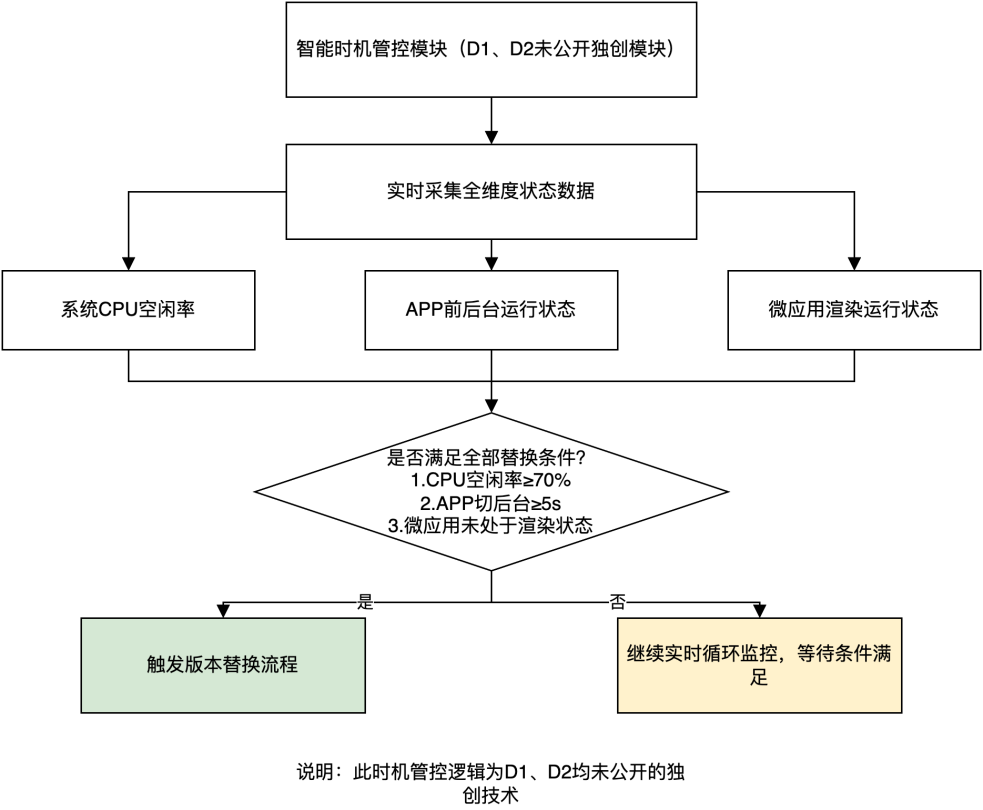 智能时机管控模块（D1、D2未公开独创模块）
实时采集全维度状态数据
系统CPU空闲率
APP前后台运行状态
微应用渲染运行状态
是否满足全部替换条件?
1.CPU空闲率≥70%
2.APP切后台≥5s
3.微应用未处于渲染状态
是
否
触发版本替换流程
继续实时循环监控，等待条件满
足
说明：此时机管控逻辑为D1、D2均未公开的独
创技术